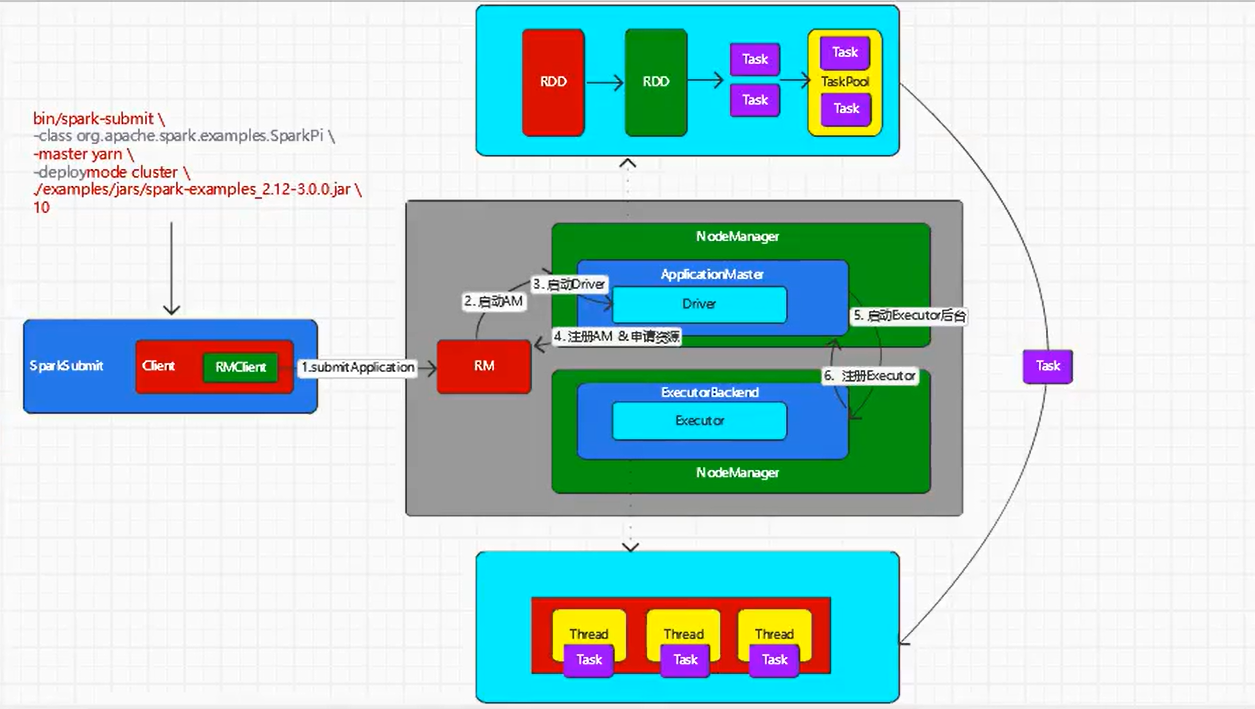 RDD
RDD
Task
Task
Task
TaskPool
Task
bin/spark-submit \
-class org.apache.spark.examples.SparkPi \
-master yarn \
-deploymode cluster \
./examples/jars/spark-examples_2.12-3.0.0.jar \
10
NodeManager
ApplicationMaster
Driver
2. 启动AM
3. 启动Driver
4. 注册AM & 申请资源
5. 启动Executor后台
6. 注册Executor
SparkSubmit
Client
RMClient
1.submitApplication
RM
ExecutorBackend
Executor
NodeManager
Task
Thread
Task
Thread
Task
Thread
Task